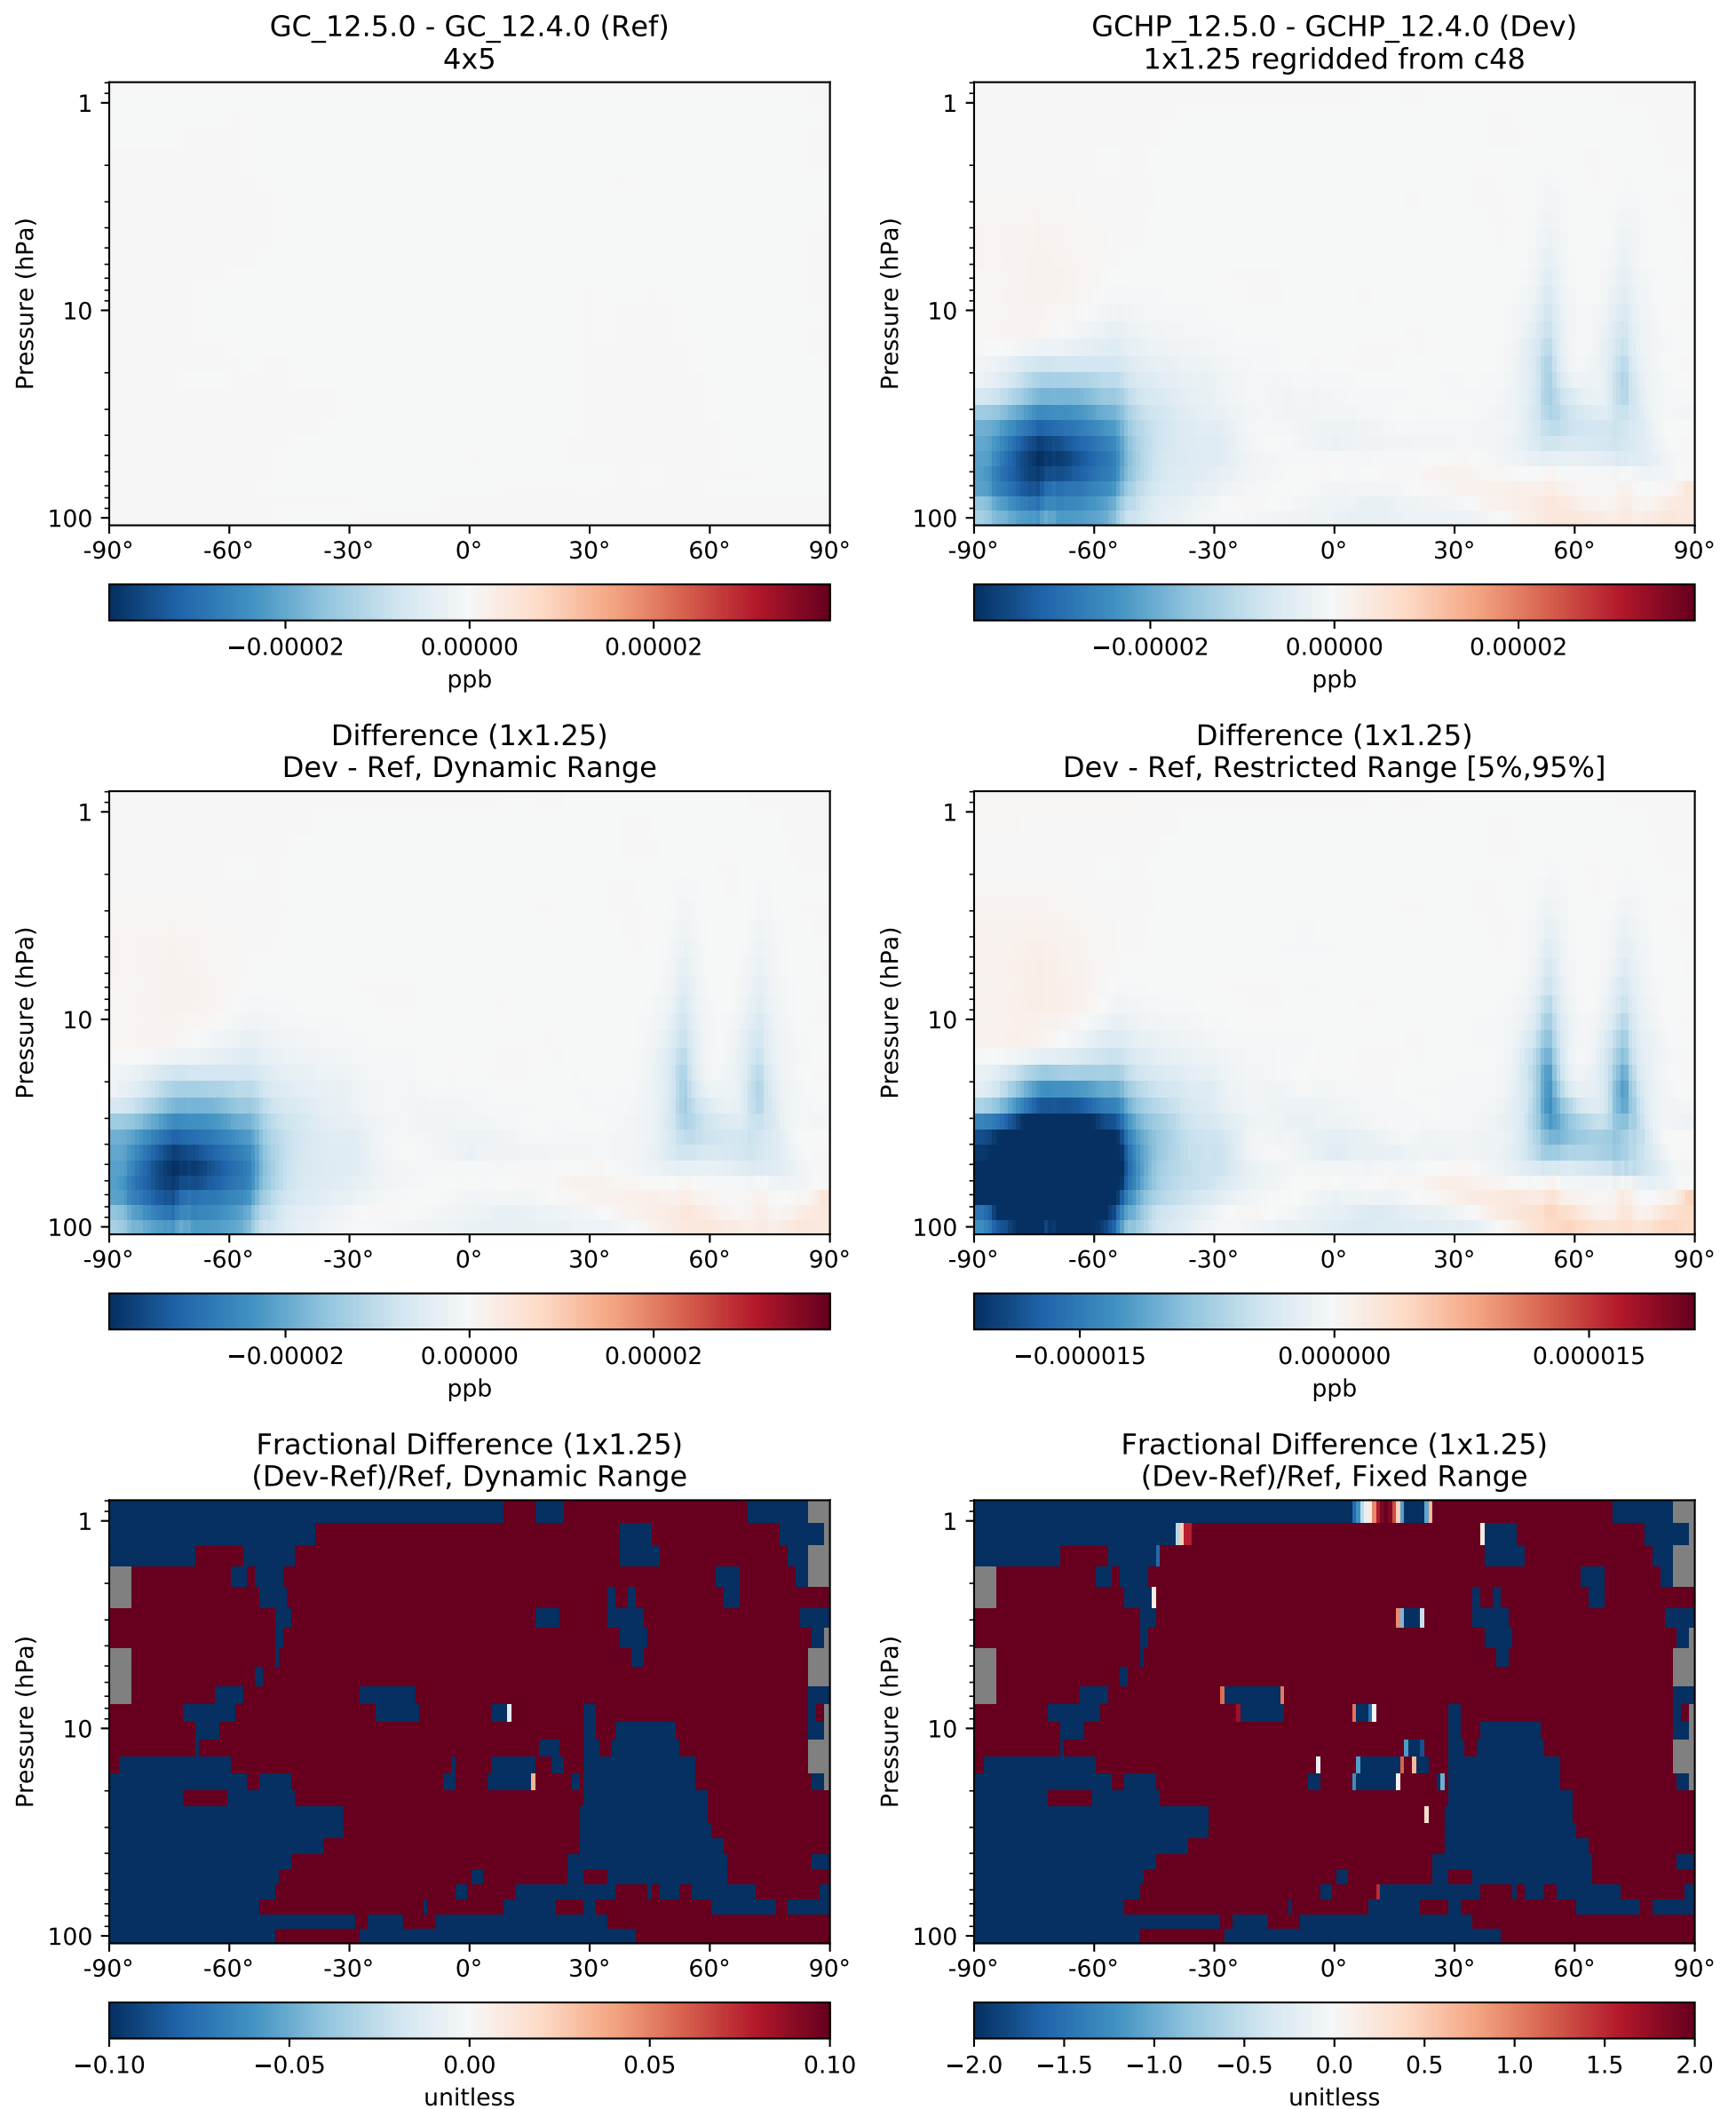 GC_12.5.0 - GC_12.4.0 (Ref)
4x5
Pressure (hPa)
1
10
100
-90° -60° -30° 0° 30° 60° 90°
−0.00002 0.00000 0.00002
ppb
GCHP_12.5.0 - GCHP_12.4.0 (Dev)
1x1.25 regridded from c48
Pressure (hPa)
1
10
100
-90° -60° -30° 0° 30° 60° 90°
−0.00002 0.00000 0.00002
ppb
Difference (1x1.25)
Dev - Ref, Dynamic Range
Pressure (hPa)
1
10
100
-90° -60° -30° 0° 30° 60° 90°
−0.00002 0.00000 0.00002
ppb
Difference (1x1.25)
Dev - Ref, Restricted Range [5%,95%]
Pressure (hPa)
1
10
100
-90° -60° -30° 0° 30° 60° 90°
−0.000015 0.000000 0.000015
ppb
Fractional Difference (1x1.25)
(Dev-Ref)/Ref, Dynamic Range
Pressure (hPa)
1
10
100
-90° -60° -30° 0° 30° 60° 90°
−0.10 −0.05 0.00 0.05 0.10
unitless
Fractional Difference (1x1.25)
(Dev-Ref)/Ref, Fixed Range
Pressure (hPa)
1
10
100
-90° -60° -30° 0° 30° 60° 90°
−2.0 −1.5 −1.0 −0.5 0.0 0.5 1.0 1.5 2.0
unitless